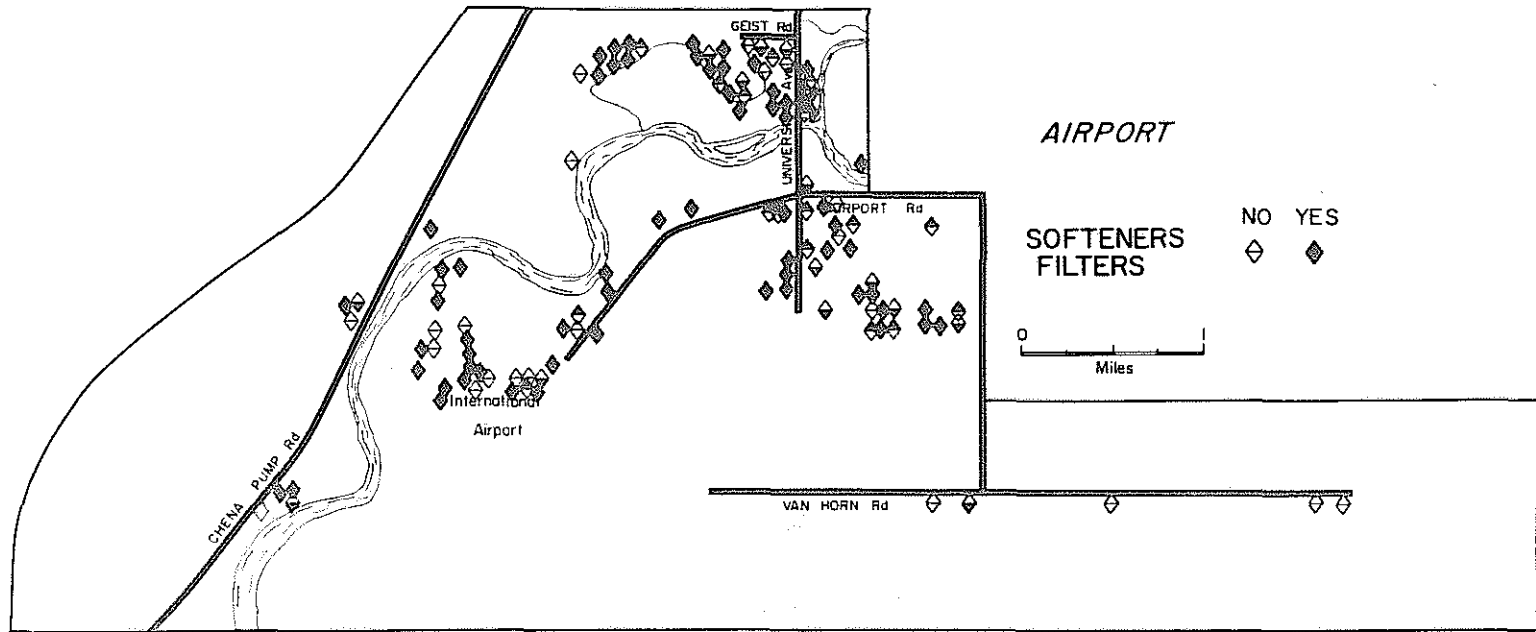 GEIST Rd
UNIVERSITY Ave
AIRPORT Rd
AIRPORT
NO YES
SOFTENERS
FILTERS
0 1
Miles
International
Airport
CHENA PUMP Rd
VAN HORN Rd